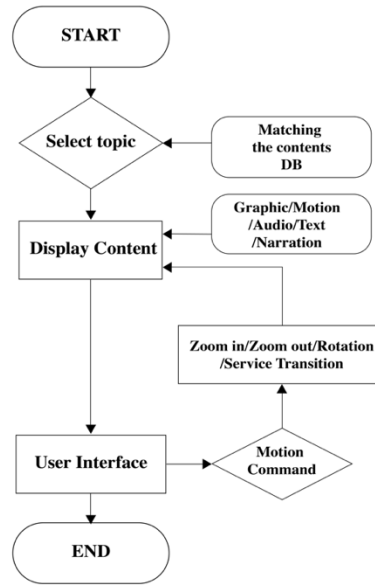 START
Select topic
Matching
the contents
DB
Graphic/Motion
/Audio/Text
/Narration
Display Content
Zoom in/Zoom out/Rotation
/Service Transition
User Interface
Motion
Command
END